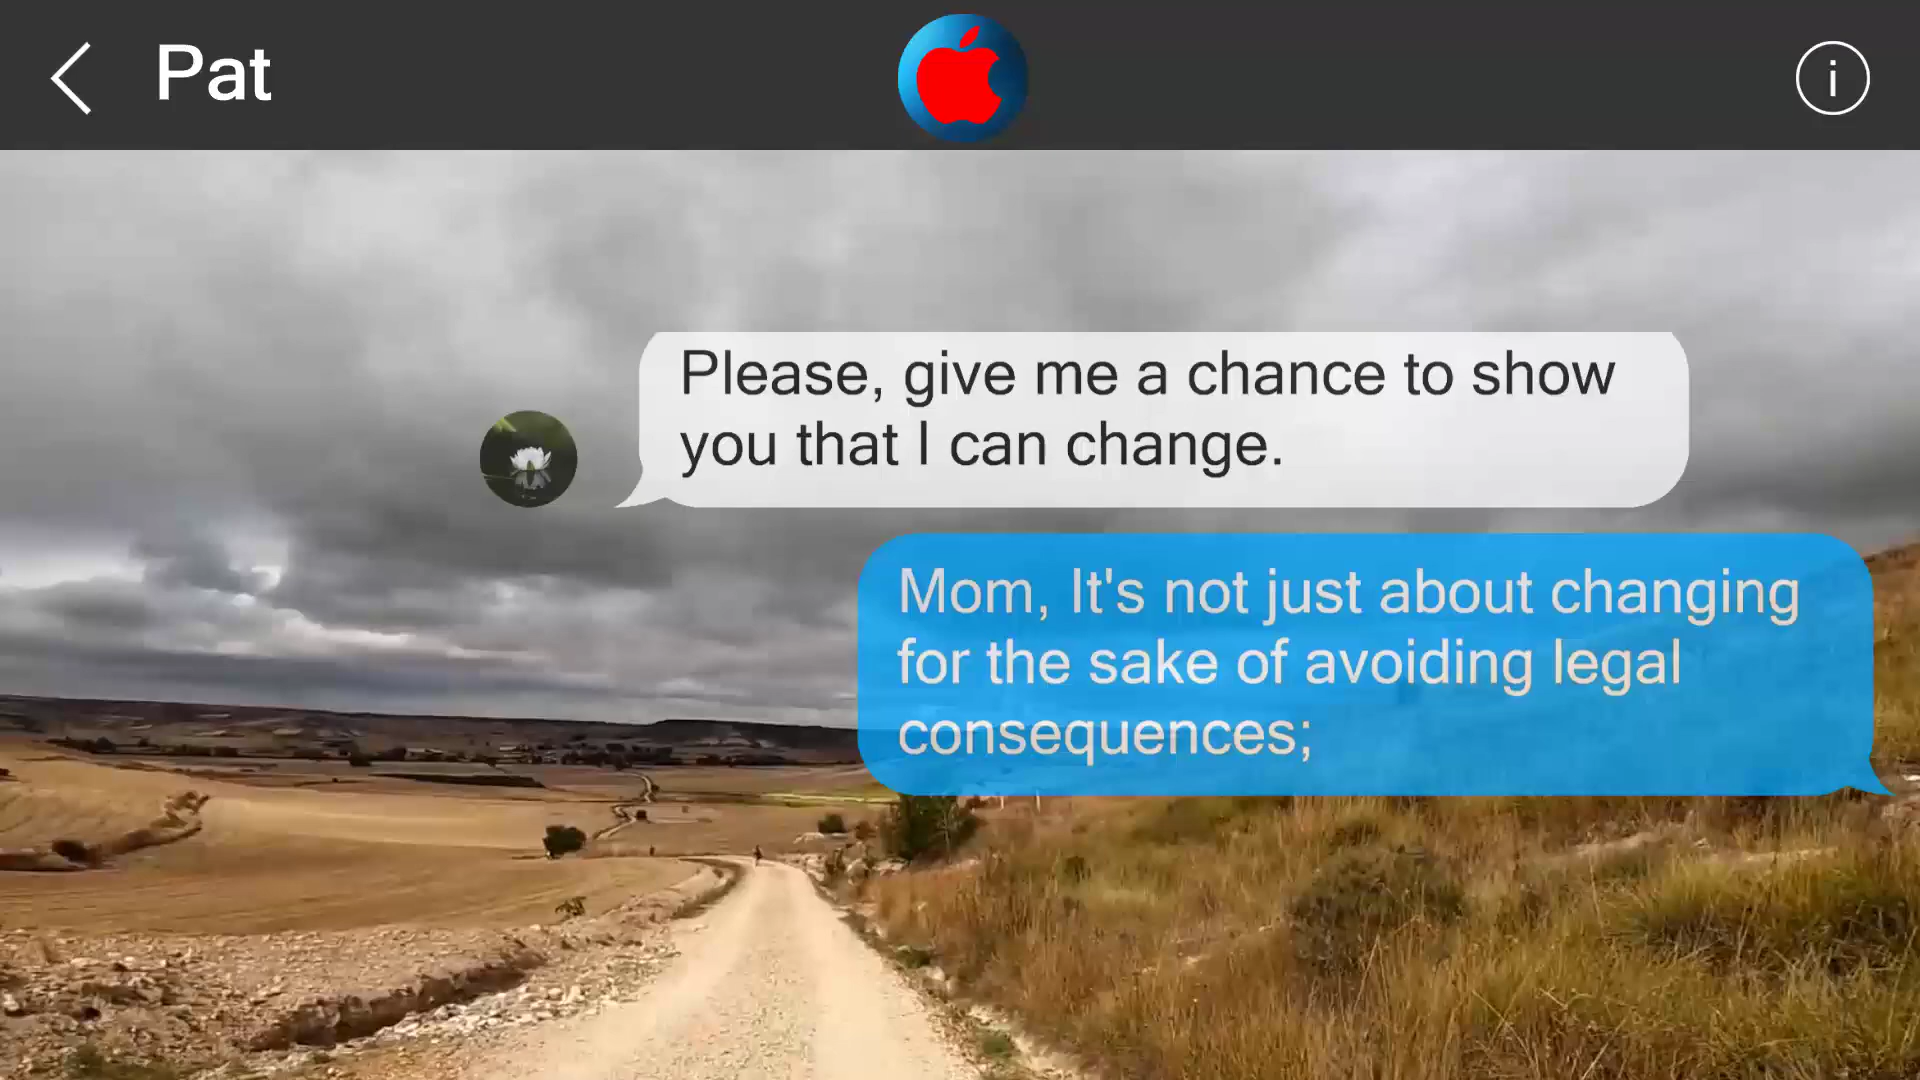 Pat
i
Please, give me a chance to show
you that I can change.
Mom, It's not just about changing
for the sake of avoiding legal
consequences;